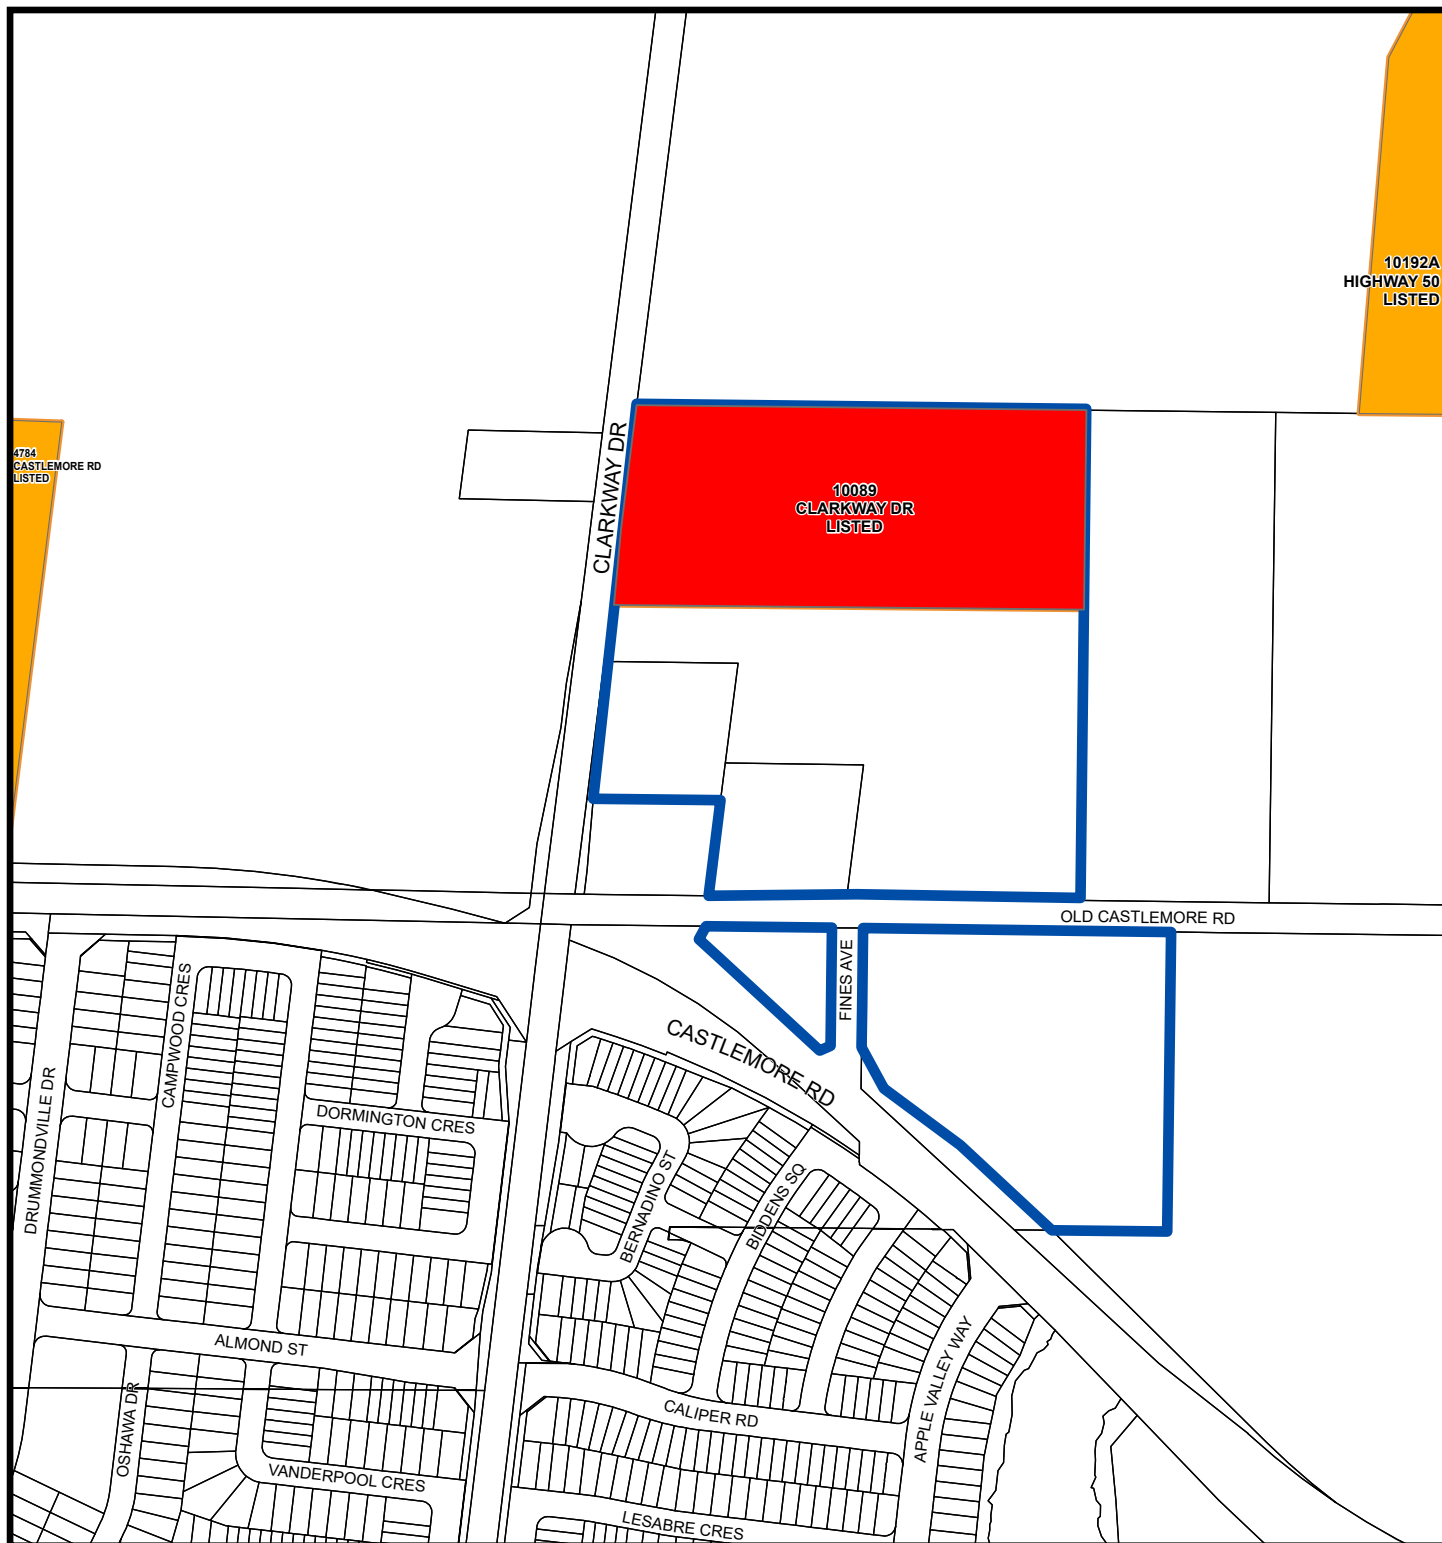 10192A
HIGHWAY 50
LISTED
4784
CASTLEMORE RD
LISTED
CLARKWAY DR
10089
CLARKWAY DR
LISTED
OLD CASTLEMORE RD
FINES AVE
CASTLEMORE RD
CAMPWOOD CRES
DRUMMONDVILLE DR
DORMINGTON CRES
BERNADINO ST
BIDDENS SQ
ALMOND ST
APPLE VALLEY WAY
OSHAWA DR
CALIPER RD
VANDERPOOL CRES
LESABRE CRES